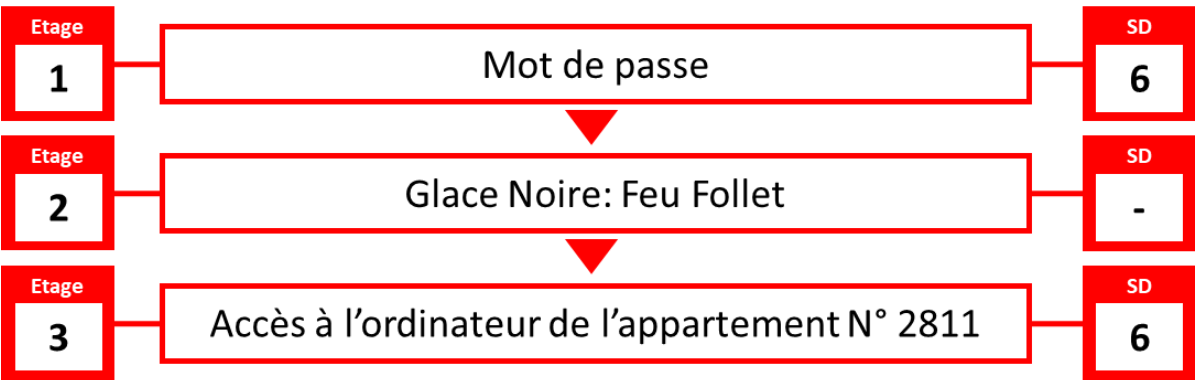 Etage SD
1 Mot de passe 6
Etage SD
2 Glace Noire: Feu Follet -
Etage SD
3 Accès à l'ordinateur de l'appartement N° 2811 6